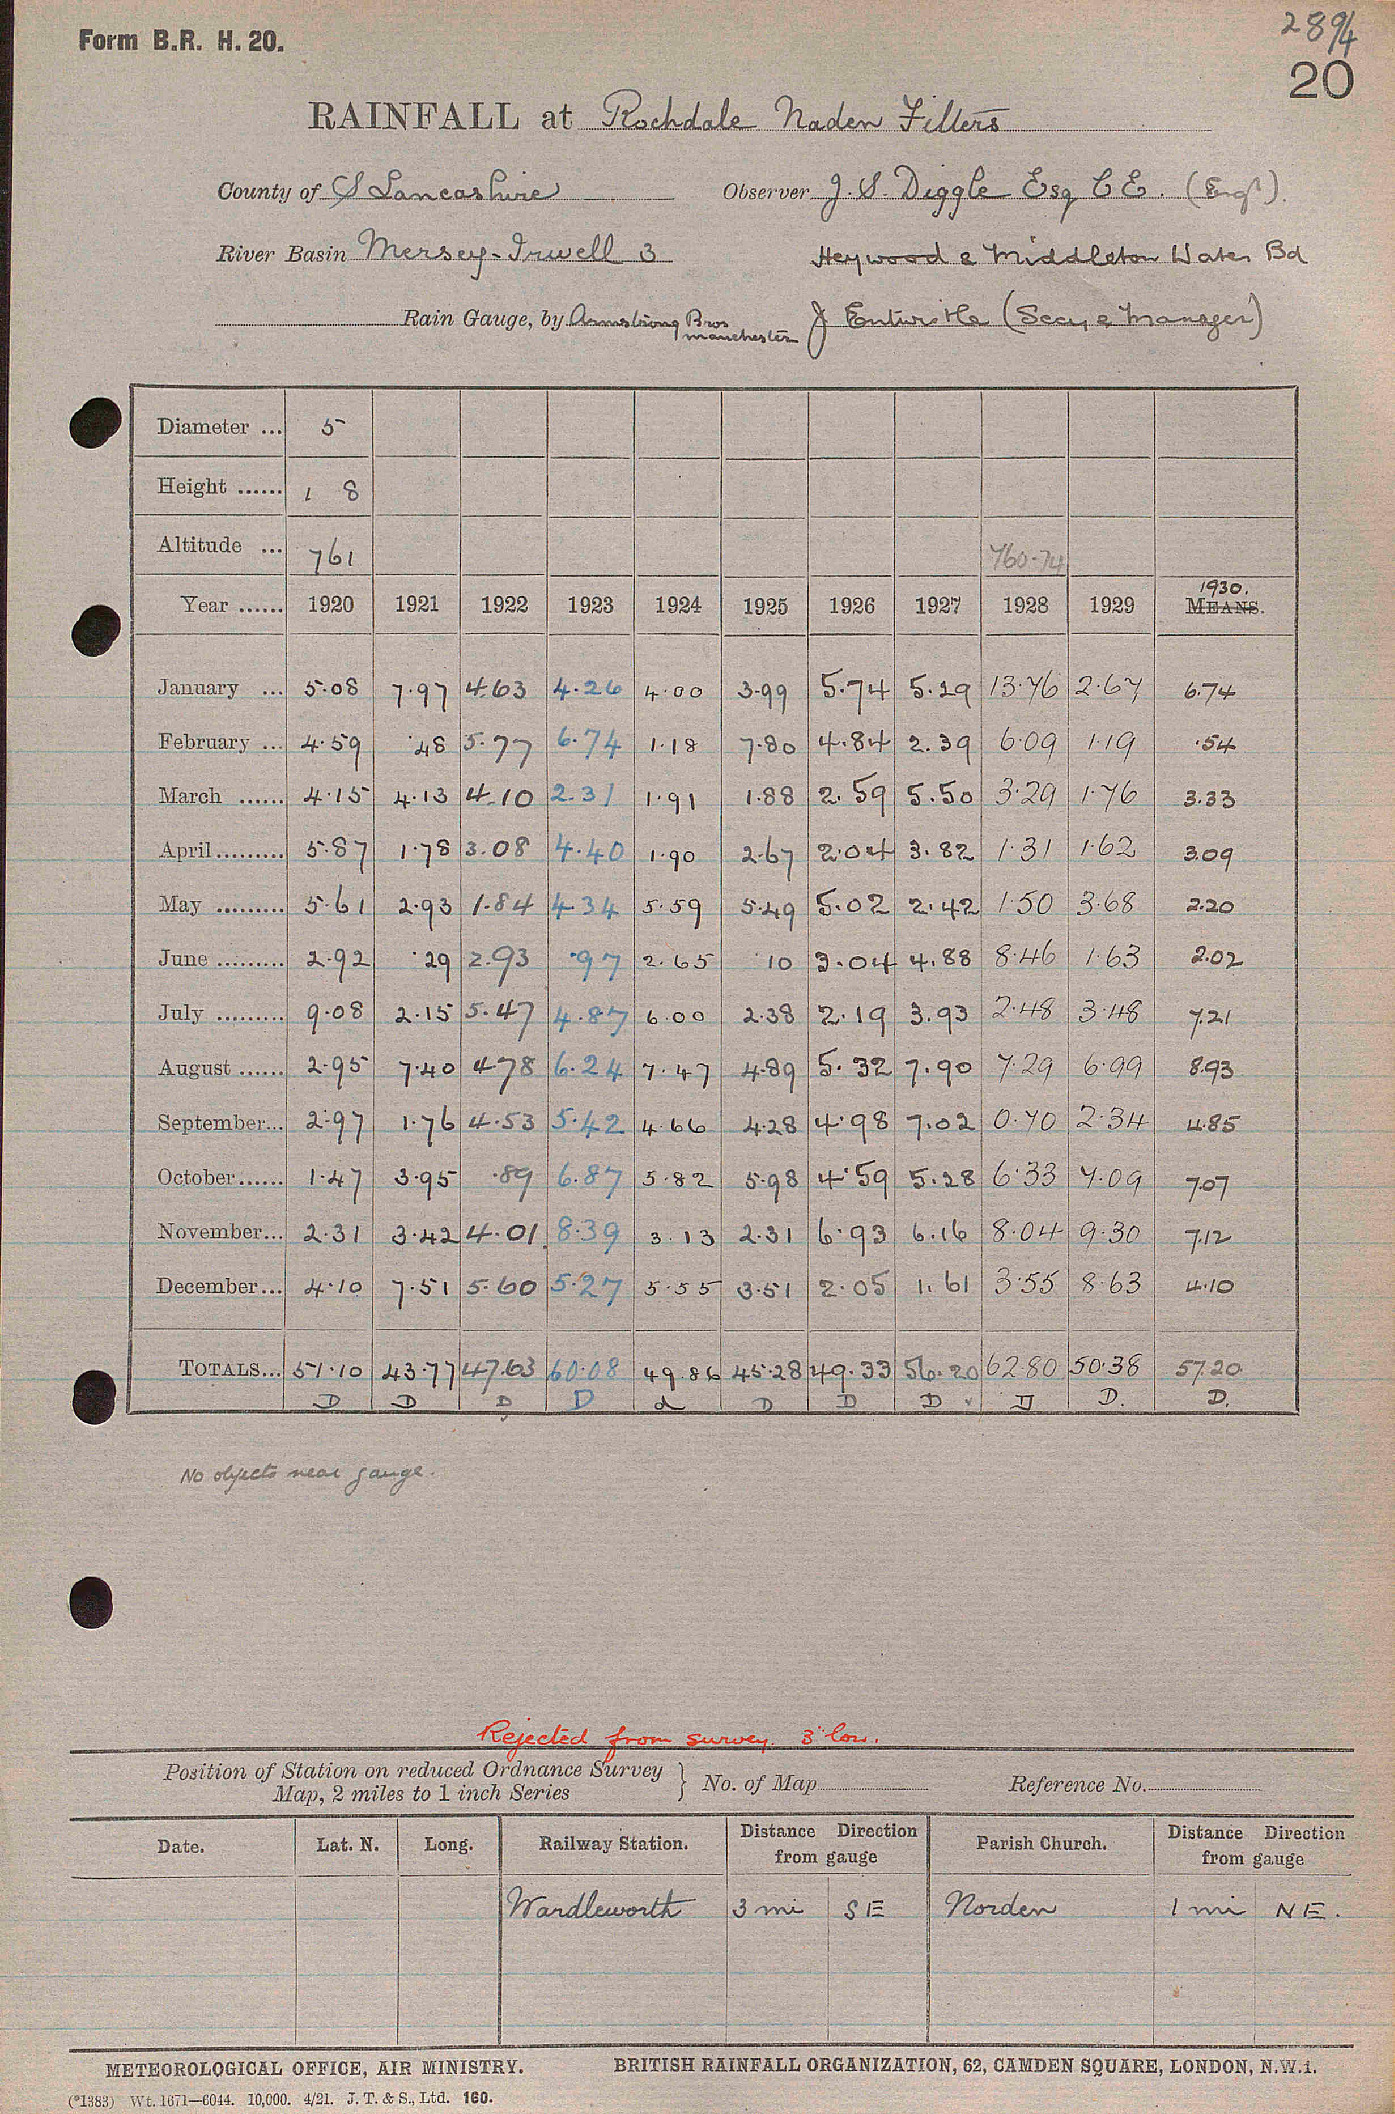 Form B.R. H. 20.
289/4
20
RAINFALL at Rochdale Naden Filters
County of S Lancashire Observer J. S. Diggle Esq C E. (Engr).
River Basin Mersey-Irwell 3 Heywood & Middleton Water Bd
Rain Gauge, by Armstrong Bros Manchester J Entwistle (Secy & Manager)
Diameter ... 5
Height ...... 1 8
Altitude ... 761 760.74
1930.
Year ...... 1920 1921 1922 1923 1924 1925 1926 1927 1928 1929 MEANS.
January ... 5.08 7.97 4.63 4.26 4.00 3.99 5.74 5.29 13.76 2.67 6.74
February ... 4.59 .48 5.77 6.74 1.18 7.80 4.84 2.39 6.09 1.19 .54
March ...... 4.15 4.13 4.10 2.31 1.91 1.88 2.59 5.50 3.29 1.76 3.33
April......... 5.87 1.78 3.08 4.40 1.90 2.67 2.04 3.82 1.31 1.62 3.09
May ......... 5.61 2.93 1.84 4.34 5.59 5.49 5.02 2.42 1.50 3.68 2.20
June ......... 2.92 .29 2.93 .97 2.65 .10 3.04 4.88 8.46 1.63 2.02
July ......... 9.08 2.15 5.47 4.87 6.00 2.38 2.19 3.93 2.48 3.48 7.21
August ...... 2.95 7.40 4.78 6.24 7.47 4.89 5.32 7.90 7.29 6.99 8.93
September... 2.97 1.76 4.53 5.42 4.66 4.28 4.98 7.02 0.70 2.34 4.85
October...... 1.47 3.95 .89 6.87 5.82 5.98 4.59 5.28 6.33 7.09 7.07
November... 2.31 3.42 4.01 8.39 3.13 2.31 6.93 6.16 8.04 9.30 7.12
December... 4.10 7.51 5.60 5.27 5.55 3.51 2.05 1.61 3.55 8.63 4.10
TOTALS... 51.10 43.77 47.63 60.08 49.86 45.28 49.33 56.20 62.80 50.38 57.20
D D D D d D D D D D. D.
No objects near gauge.
Rejected from survey. 3" low.
Position of Station on reduced Ordnance Survey Map, 2 miles to 1 inch Series } No. of Map Reference No.
Date. Lat. N. Long. Railway Station. Distance Direction from gauge Parish Church. Distance Direction from gauge
Wardleworth 3 mi SE Norden 1 mi NE.
METEOROLOGICAL OFFICE, AIR MINISTRY. BRITISH RAINFALL ORGANIZATION, 62, CAMDEN SQUARE, LONDON, N.W.1.
(*1383) Wt. 1671—6044. 10,000. 4/21. J. T. & S., Ltd. 160.